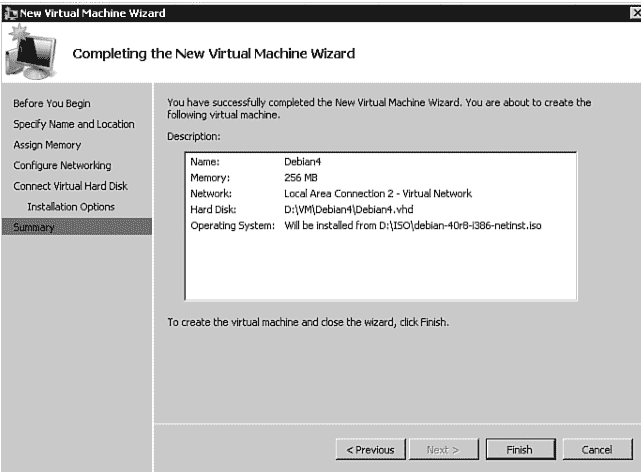 New Virtual Machine Wizard
Completing the New Virtual Machine Wizard
Before You Begin
Specify Name and Location
Assign Memory
Configure Networking
Connect Virtual Hard Disk
Installation Options
Summary
You have successfully completed the New Virtual Machine Wizard. You are about to create the
following virtual machine.
Description:
Name: Debian4
Memory: 256 MB
Network: Local Area Connection 2 - Virtual Network
Hard Disk: D:\VM\Debian4\Debian4.vhd
Operating System: Will be installed from D:\ISO\debian-40r8-i386-netinst.iso
To create the virtual machine and close the wizard, click Finish.
< Previous Next > Finish Cancel